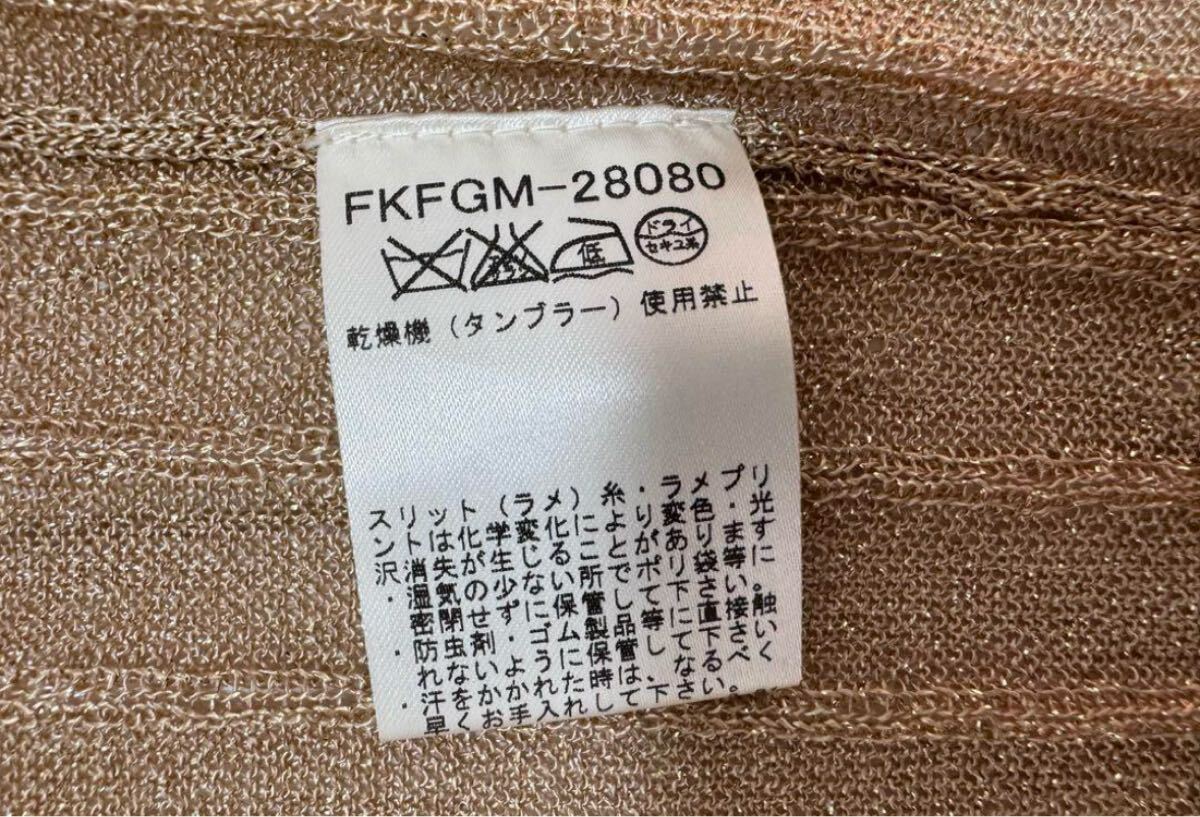 FKFGM-28080
低
ドライ
セキユ系
乾燥機（タンブラー）使用禁止
スリット（ラメ）糸・ラメプリ
ントは化学変化により変色・光
沢消失が生じることがあります。
・湿気の少ない所でポリ袋等に
密閉せずに保管して下さい。
・防虫剤・ゴム製品等に直接触
れないように保管して下さい。
・汗をかかれた時は、なるべく
早くお手入れして下さい。